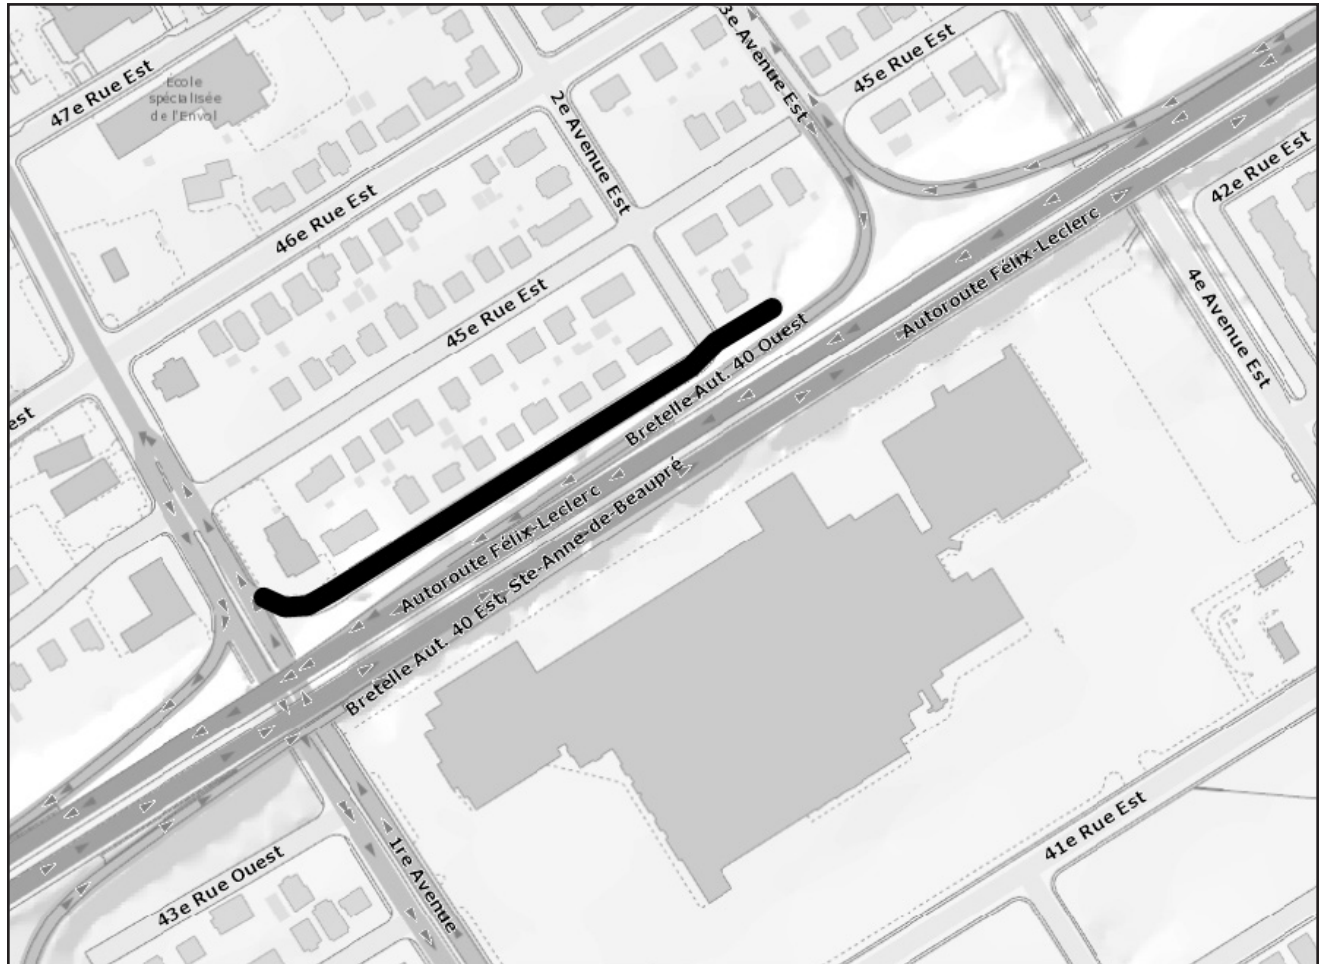 3e Avenue Est
45e Rue Est
47e Rue Est
Ecole
spécialisée
de l'Envol
2e Avenue Est
42e Rue Est
46e Rue Est
Autoroute Félix-Leclerc
4e Avenue Est
45e Rue Est
Bretelle Aut. 40 Ouest
est
Autoroute Félix-Leclerc
Bretelle Aut. 40 Est, Ste-Anne-de-Beaupré
41e Rue Est
1re Avenue
43e Rue Ouest